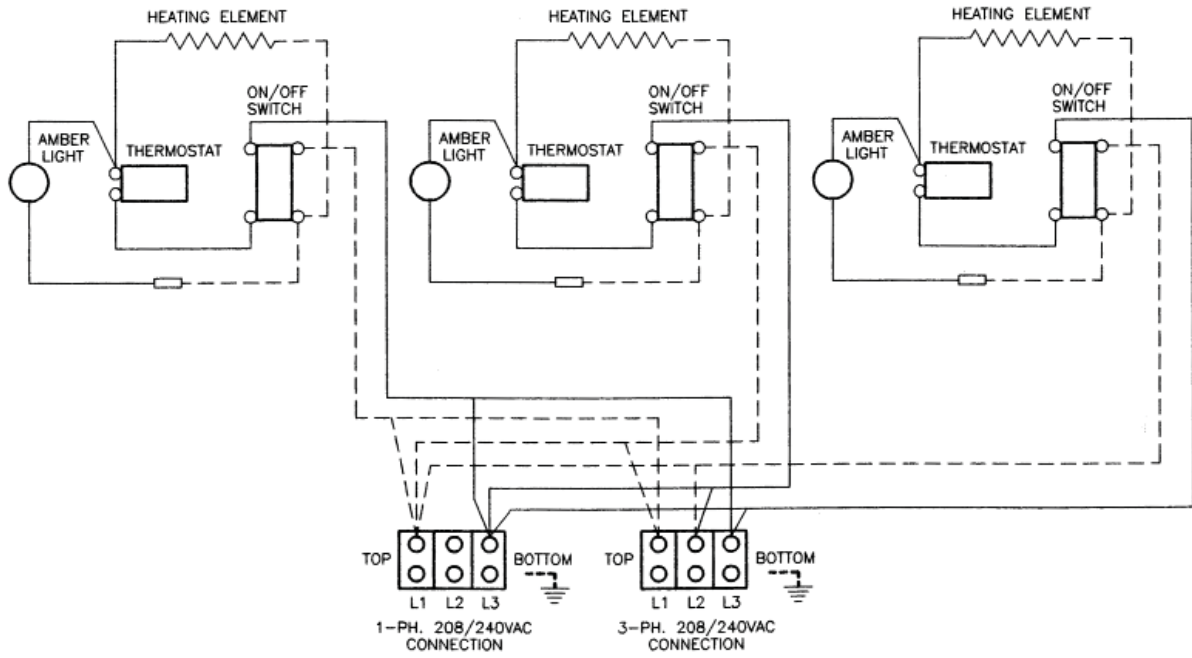 HEATING ELEMENT
HEATING ELEMENT
HEATING ELEMENT
ON/OFF
SWITCH
ON/OFF
SWITCH
ON/OFF
SWITCH
AMBER
LIGHT
THERMOSTAT
AMBER
LIGHT
THERMOSTAT
AMBER
LIGHT
THERMOSTAT
TOP
BOTTOM
L1 L2 L3
1-PH. 208/240VAC
CONNECTION
TOP
BOTTOM
L1 L2 L3
3-PH. 208/240VAC
CONNECTION